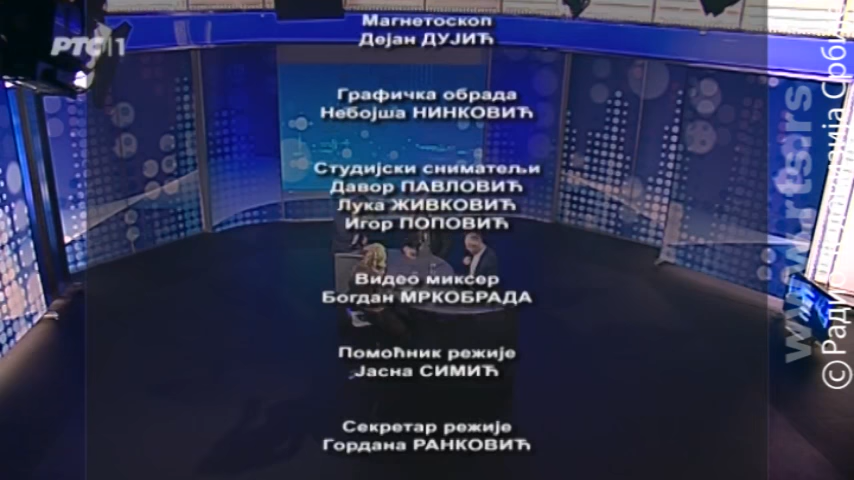 РТС 1
Магнетоскоп
Дејан ДУЈИЋ
Графичка обрада
Небојша НИНКОВИЋ
Студијски сниматељи
Давор ПАВЛОВИЋ
Лука ЖИВКОВИЋ
Игор ПОПОВИЋ
Видео миксер
Богдан МРКОБРАДА
Помоћник режије
Јасна СИМИЋ
Секретар режије
Гордана РАНКОВИЋ
www.rts.rs